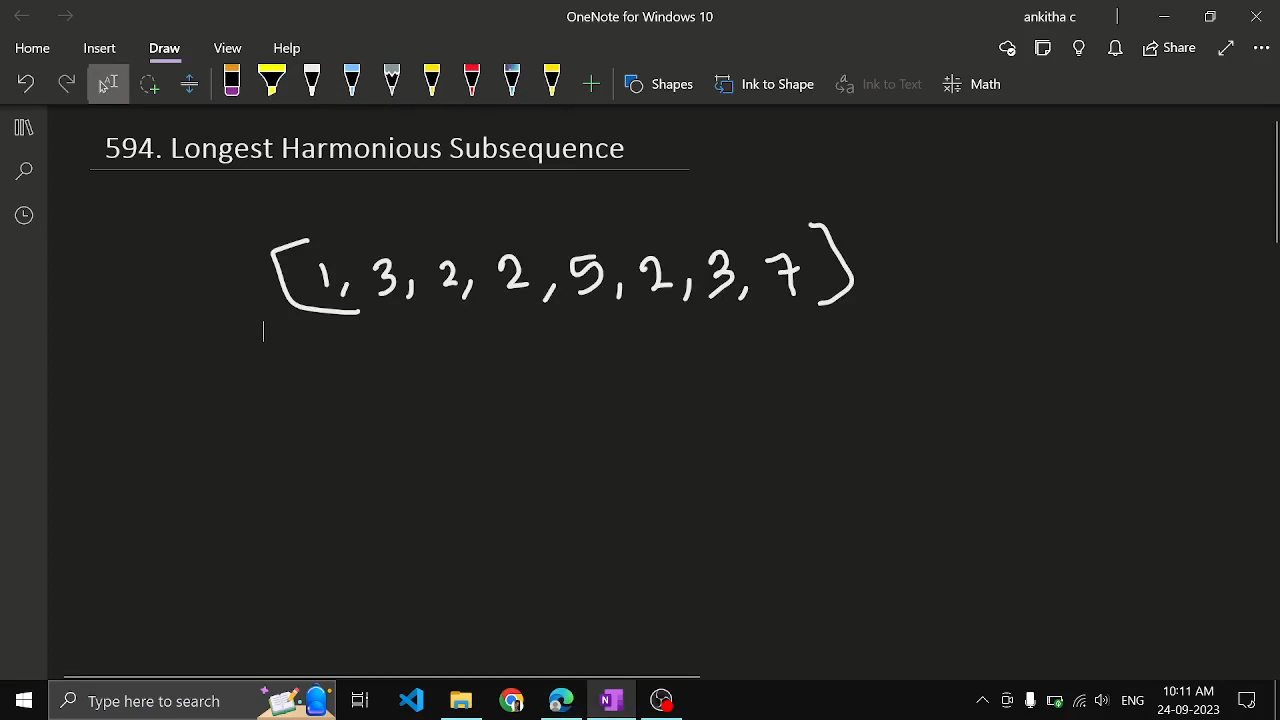 OneNote for Windows 10
ankitha c
Home Insert Draw View Help
Share
Shapes Ink to Shape Ink to Text Math
594. Longest Harmonious Subsequence
[1, 3, 2, 2, 5, 2, 3, 7]
Type here to search
ENG
10:11 AM
24-09-2023